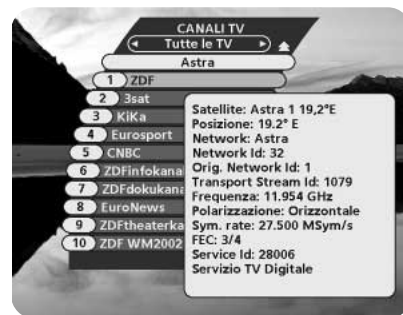 CANALI TV
Tutte le TV
Astra
1 ZDF
2 3sat
3 KiKa
4 Eurosport
5 CNBC
6 ZDFinfokana
7 ZDFdokukana
8 EuroNews
9 ZDFtheaterka
10 ZDF WM2002
Satellite: Astra 1 19,2°E
Posizione: 19.2° E
Network: Astra
Network Id: 32
Orig. Network Id: 1
Transport Stream Id: 1079
Frequenza: 11.954 GHz
Polarizzazione: Orizzontale
Sym. rate: 27.500 MSym/s
FEC: 3/4
Service Id: 28006
Servizio TV Digitale